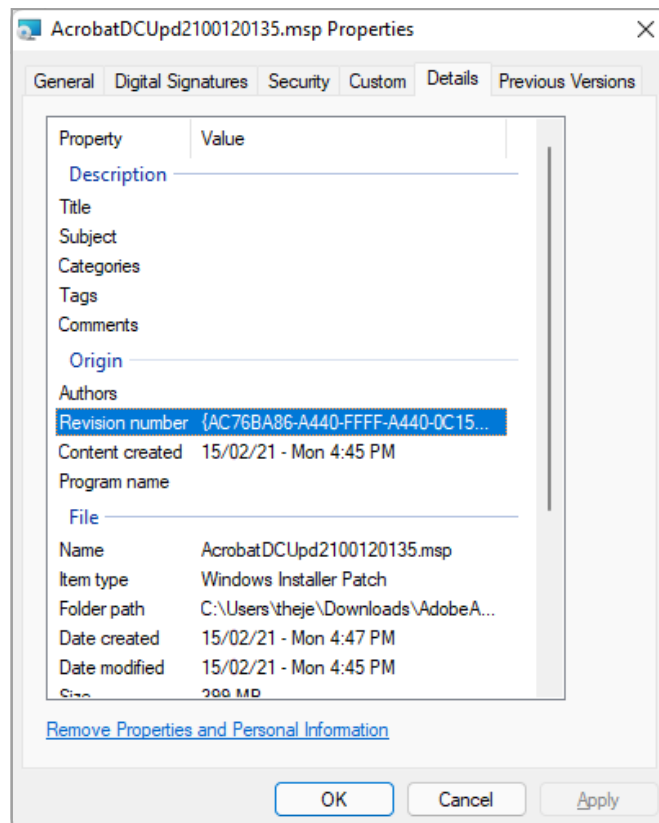 AcrobatDCUpd2100120135.msp Properties
General Digital Signatures Security Custom Details Previous Versions
Property Value
Description
Title
Subject
Categories
Tags
Comments
Origin
Authors
Revision number {AC76BA86-A440-FFFF-A440-0C15...
Content created 15/02/21 - Mon 4:45 PM
Program name
File
Name AcrobatDCUpd2100120135.msp
Item type Windows Installer Patch
Folder path C:\Users\theje\Downloads\AdobeA...
Date created 15/02/21 - Mon 4:47 PM
Date modified 15/02/21 - Mon 4:45 PM
Size MB
Remove Properties and Personal Information
OK Cancel Apply